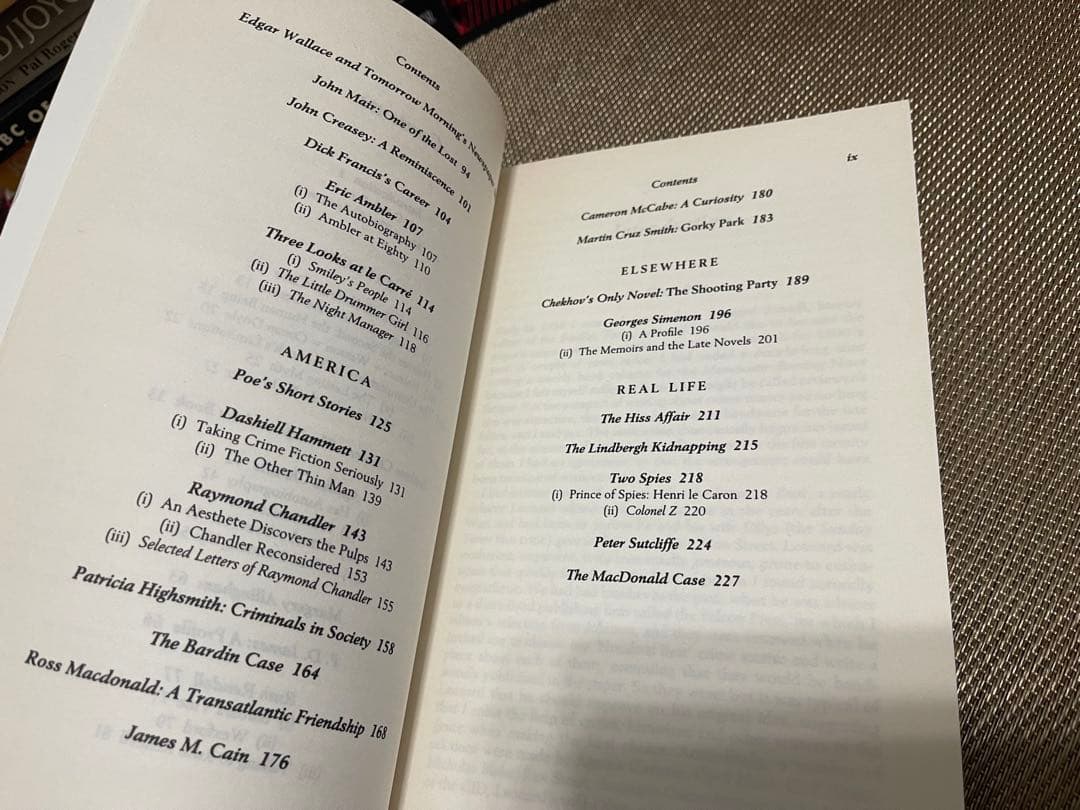 Contents
Edgar Wallace and Tomorrow Morning's Newspaper
John Mair: One of the Lost 94
John Creasey: A Reminiscence 101
Dick Francis's Career 104
Eric Ambler 107
(i) The Autobiography 107
(ii) Ambler at Eighty 110
Three Looks at le Carré 114
(i) Smiley's People 114
(ii) The Little Drummer Girl 116
(iii) The Night Manager 118
AMERICA
Poe's Short Stories 125
Dashiell Hammett 131
(i) Taking Crime Fiction Seriously 131
(ii) The Other Thin Man 139
Raymond Chandler 143
(i) An Aesthete Discovers the Pulps 143
(ii) Chandler Reconsidered 153
(iii) Selected Letters of Raymond Chandler 155
Patricia Highsmith: Criminals in Society 158
The Bardin Case 164
Ross Macdonald: A Transatlantic Friendship 168
James M. Cain 176
ix
Contents
Cameron McCabe: A Curiosity 180
Martin Cruz Smith: Gorky Park 183
ELSEWHERE
Chekhov's Only Novel: The Shooting Party 189
Georges Simenon 196
(i) A Profile 196
(ii) The Memoirs and the Late Novels 201
REAL LIFE
The Hiss Affair 211
The Lindbergh Kidnapping 215
Two Spies 218
(i) Prince of Spies: Henri le Caron 218
(ii) Colonel Z 220
Peter Sutcliffe 224
The MacDonald Case 227
Pat Roger
BC OF